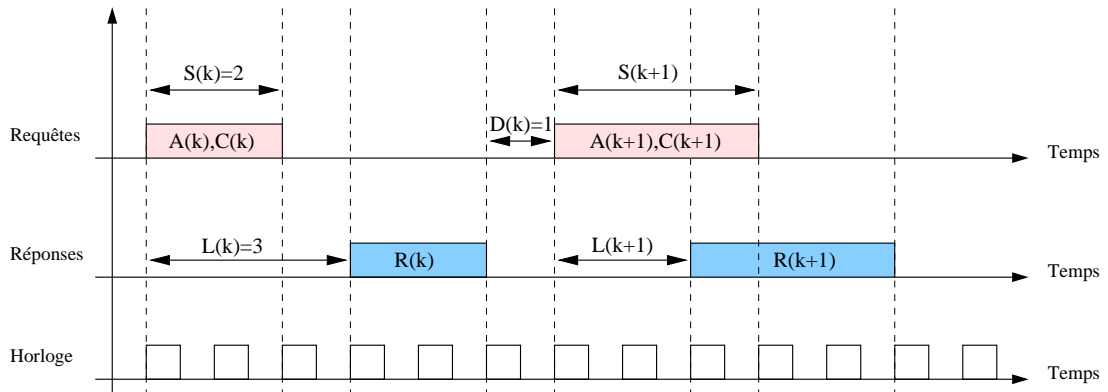 S(k)=2
S(k+1)
Requêtes
A(k),C(k)
D(k)=1
A(k+1),C(k+1)
Temps
Réponses
L(k)=3
R(k)
L(k+1)
R(k+1)
Temps
Horloge
Temps